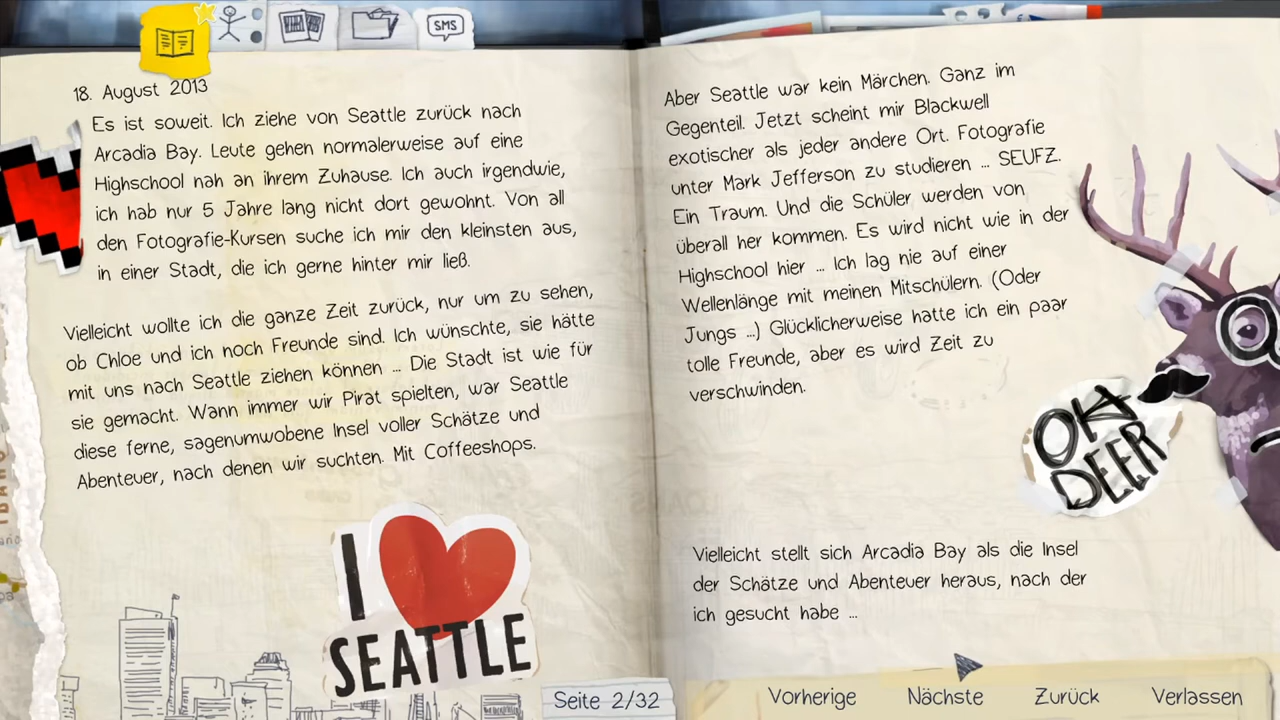 SMS
18. August 2013
Es ist soweit. Ich ziehe von Seattle zurück nach
Arcadia Bay. Leute gehen normalerweise auf eine
Highschool nah an ihrem Zuhause. Ich auch irgendwie,
ich hab nur 5 Jahre lang nicht dort gewohnt. Von all
den Fotografie-Kursen suche ich mir den kleinsten aus,
in einer Stadt, die ich gerne hinter mir ließ.
Vielleicht wollte ich die ganze Zeit zurück, nur um zu sehen,
ob Chloe und ich noch Freunde sind. Ich wünschte, sie hätte
mit uns nach Seattle ziehen können ... Die Stadt ist wie für
sie gemacht. Wann immer wir Pirat spielten, war Seattle
diese ferne, sagenumwobene Insel voller Schätze und
Abenteuer, nach denen wir suchten. Mit Coffeeshops.
I
SEATTLE
Seite 2/32
Aber Seattle war kein Märchen. Ganz im
Gegenteil. Jetzt scheint mir Blackwell
exotischer als jeder andere Ort. Fotografie
unter Mark Jefferson zu studieren ... SEUFZ.
Ein Traum. Und die Schüler werden von
überall her kommen. Es wird nicht wie in der
Highschool hier ... Ich lag nie auf einer
Wellenlänge mit meinen Mitschülern. (Oder
Jungs ...) Glücklicherweise hatte ich ein paar
tolle Freunde, aber es wird Zeit zu
verschwinden.
OH
DEER
Vielleicht stellt sich Arcadia Bay als die Insel
der Schätze und Abenteuer heraus, nach der
ich gesucht habe ...
Vorherige Nächste Zurück Verlassen